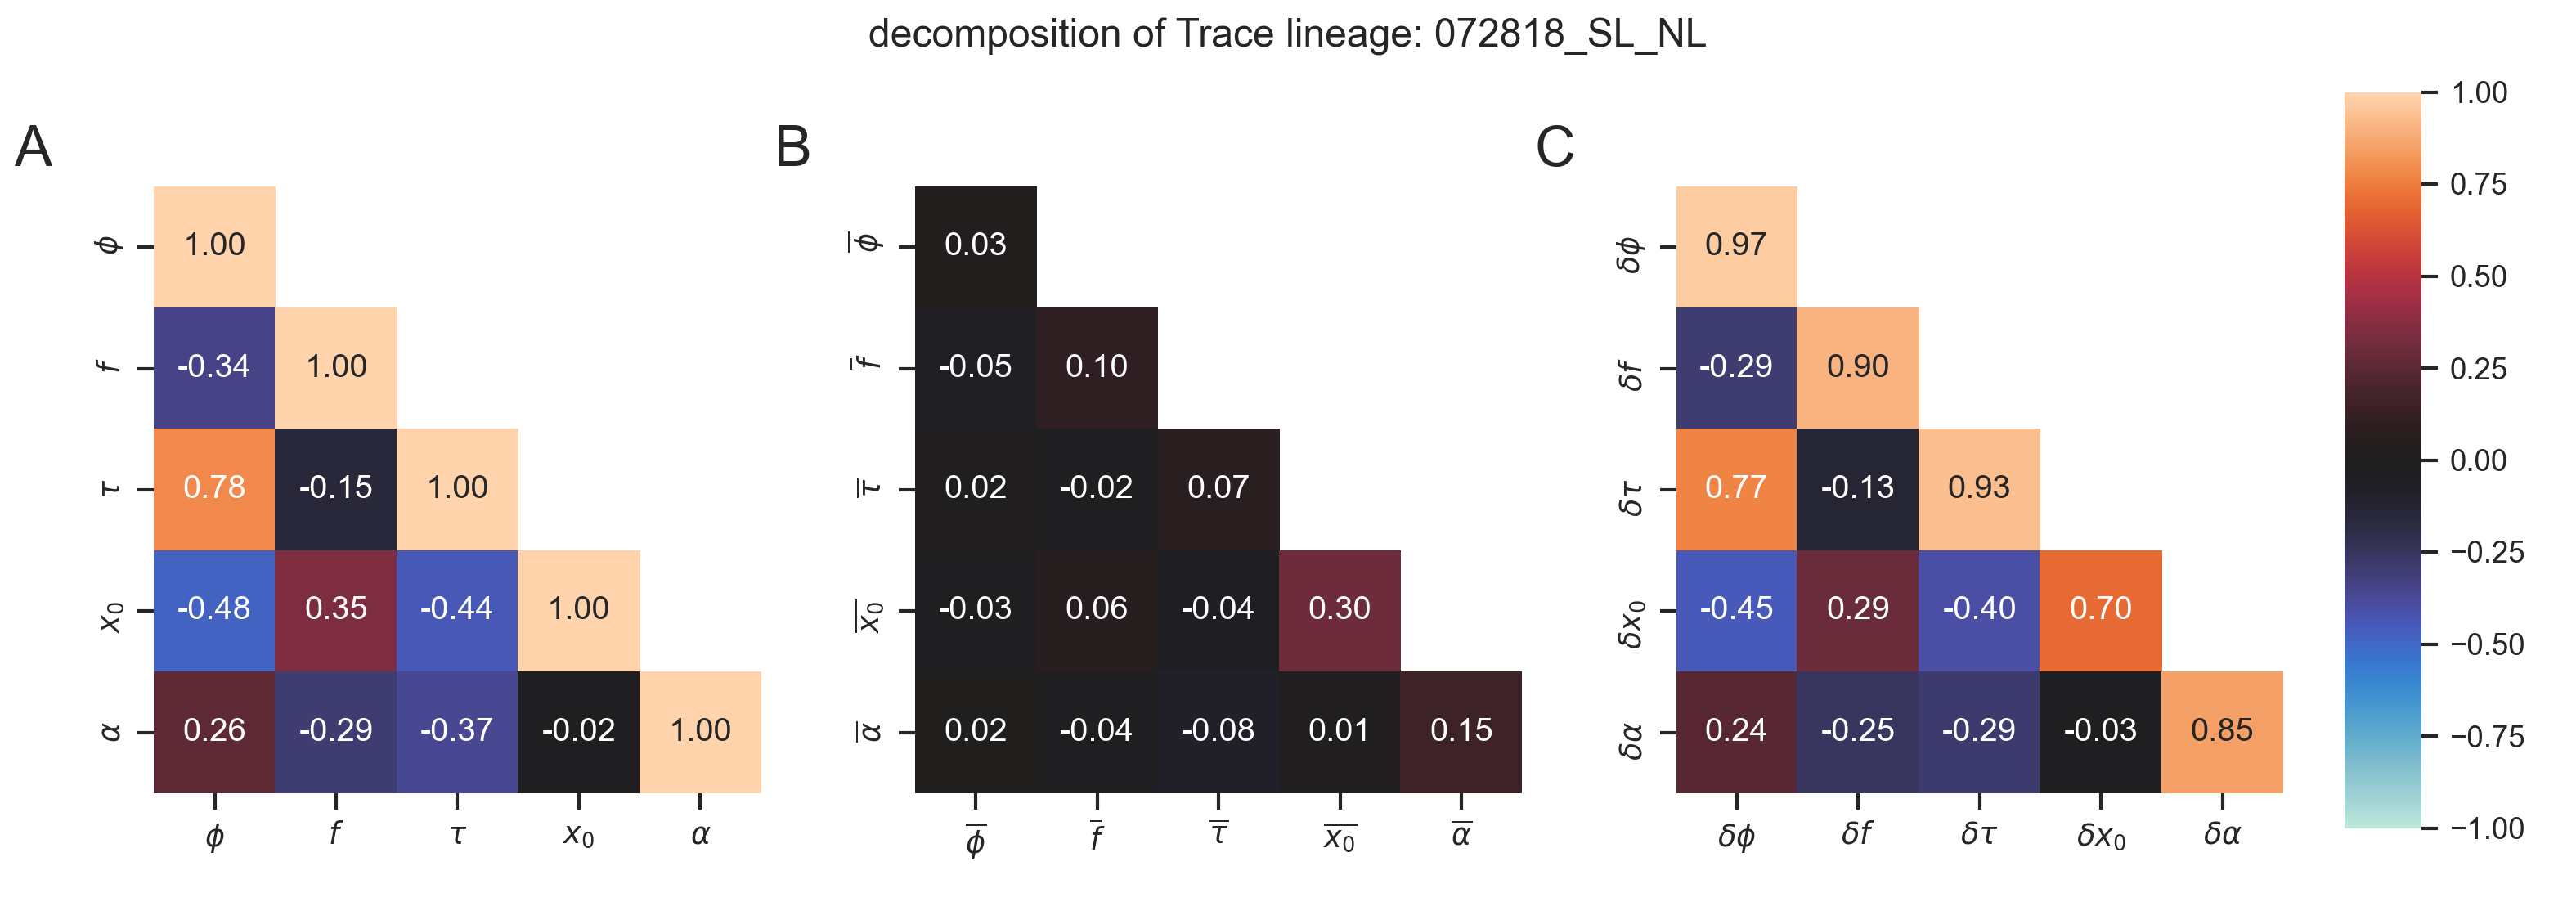 decomposition of Trace lineage: 072818_SL_NL
A
ϕ 1.00
f -0.34 1.00
τ 0.78 -0.15 1.00
x₀ -0.48 0.35 -0.44 1.00
α 0.26 -0.29 -0.37 -0.02 1.00
ϕ f τ x₀ α
B
ϕ̅ 0.03
f̅ -0.05 0.10
τ̅ 0.02 -0.02 0.07
x̅₀̅ -0.03 0.06 -0.04 0.30
α̅ 0.02 -0.04 -0.08 0.01 0.15
ϕ̅ f̅ τ̅ x̅₀̅ α̅
C
δϕ 0.97
δf -0.29 0.90
δτ 0.77 -0.13 0.93
δx₀ -0.45 0.29 -0.40 0.70
δα 0.24 -0.25 -0.29 -0.03 0.85
δϕ δf δτ δx₀ δα
1.00
0.75
0.50
0.25
0.00
−0.25
−0.50
−0.75
−1.00